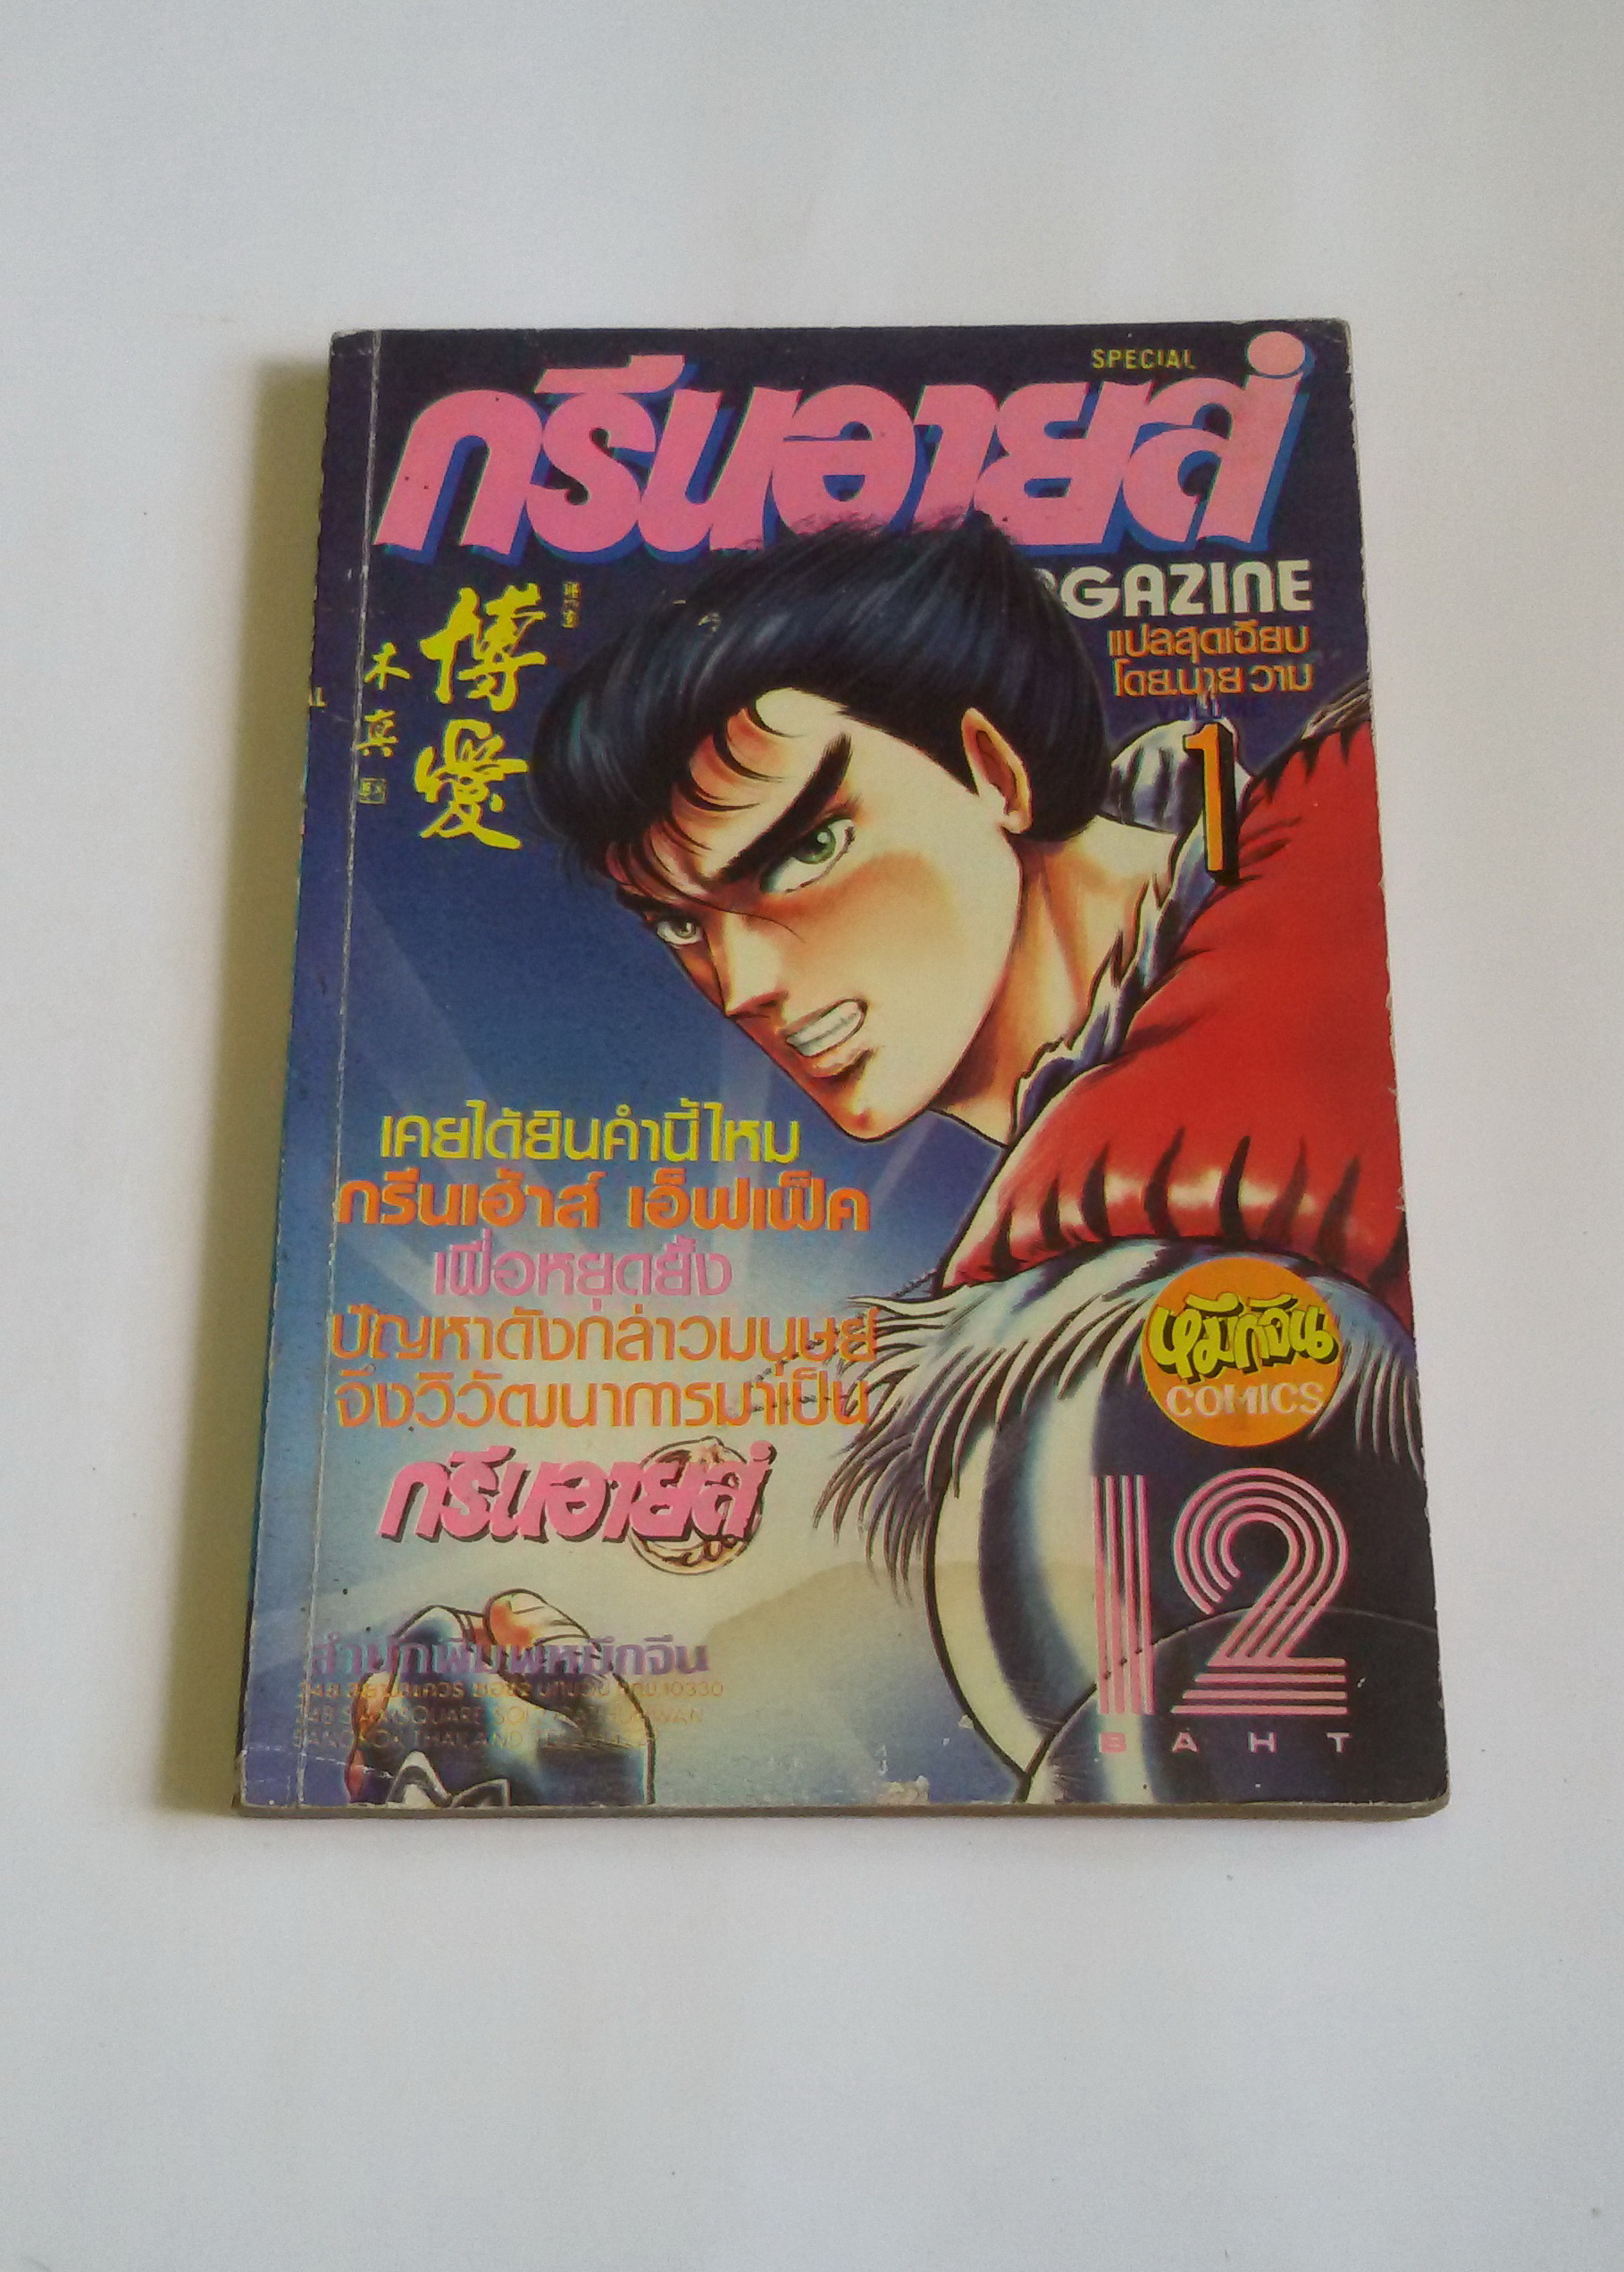 SPECIAL
กรีนอายส์
GAZINE
แปลสุดเฉียบ
โดย.นาย วาม
VOLUME
1
博愛
木真
เคยได้ยินคำนี้ไหม
กรีนเฮ้าส์ เอ็ฟเฟ็ค
เพื่อหยุดยั้ง
ปัญหาดังกล่าวมนุษย์
จึงวิวัฒนาการมาเป็น
กรีนอายส์
หมึกจีน
COMICS
12
BAHT
สำนักพิมพ์หมึกจีน
10330
SQUARE
THAILAND